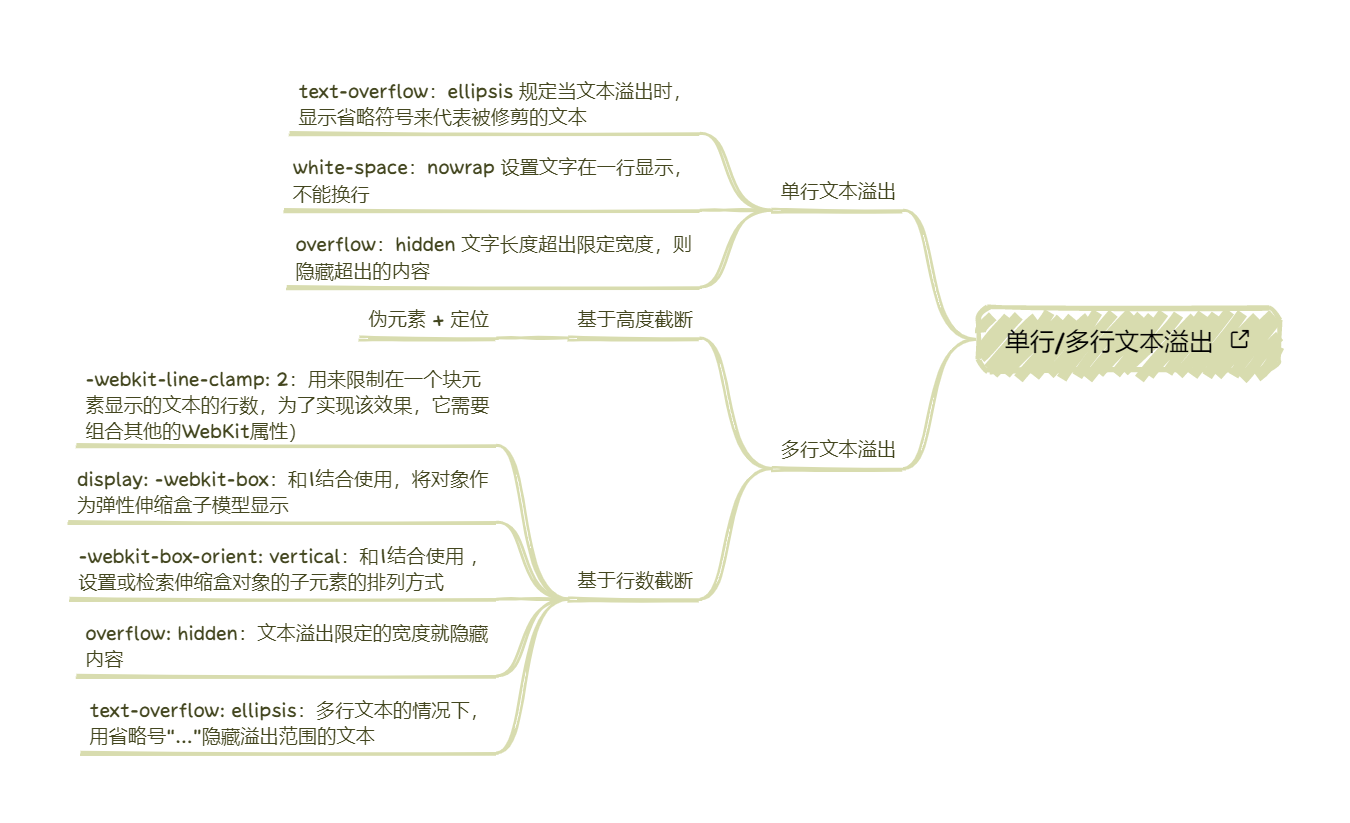 text-overflow：ellipsis 规定当文本溢出时，
显示省略符号来代表被修剪的文本
white-space：nowrap 设置文字在一行显示，
不能换行
单行文本溢出
overflow：hidden 文字长度超出限定宽度，则
隐藏超出的内容
伪元素 + 定位
基于高度截断
单行/多行文本溢出
-webkit-line-clamp: 2：用来限制在一个块元
素显示的文本的行数，为了实现该效果，它需要
组合其他的WebKit属性)
多行文本溢出
display: -webkit-box：和1结合使用，将对象作
为弹性伸缩盒子模型显示
-webkit-box-orient: vertical：和1结合使用 ，
设置或检索伸缩盒对象的子元素的排列方式
基于行数截断
overflow: hidden：文本溢出限定的宽度就隐藏
内容
text-overflow: ellipsis：多行文本的情况下，
用省略号“…”隐藏溢出范围的文本